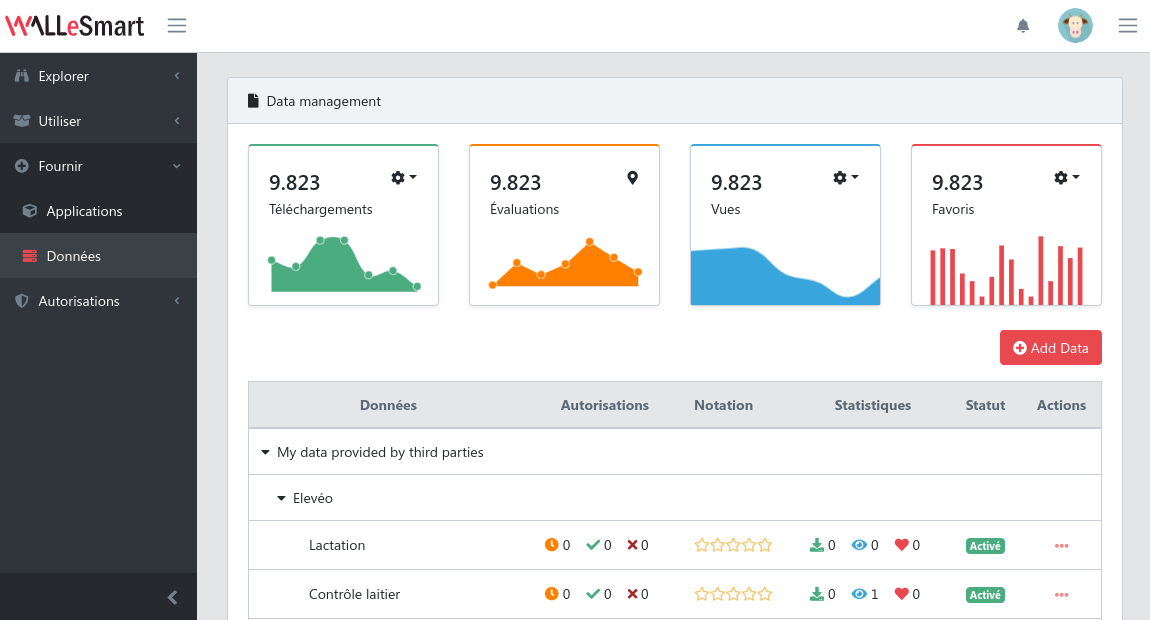 WALLeSmart
Explorer
Utiliser
Fournir
Applications
Données
Autorisations
Data management
9.823
Téléchargements
9.823
Évaluations
9.823
Vues
9.823
Favoris
Add Data
Données Autorisations Notation Statistiques Statut Actions
My data provided by third parties
Elevéo
Lactation 0 0 0 0 0 0 Activé
Contrôle laitier 0 0 0 0 1 0 Activé